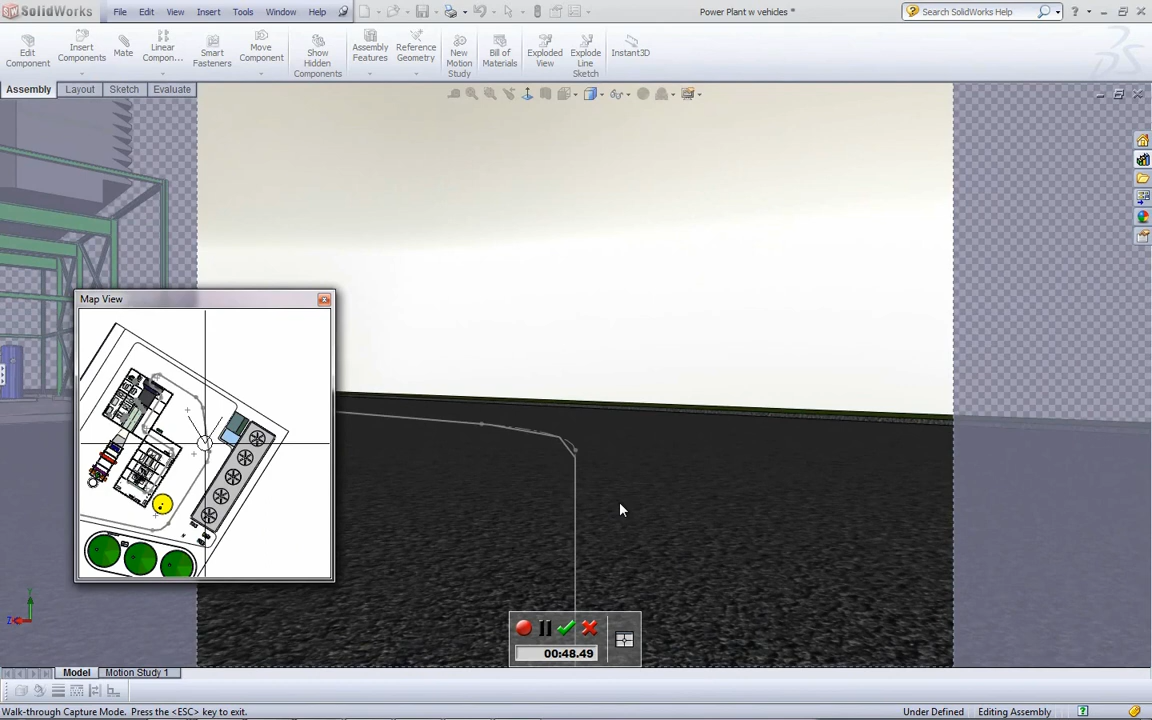 SolidWorks
File Edit View Insert Tools Window Help
Power Plant w vehicles *
Search SolidWorks Help
Edit Component
Insert Components
Mate
Linear Compon...
Smart Fasteners
Move Component
Show Hidden Components
Assembly Features
Reference Geometry
New Motion Study
Bill of Materials
Exploded View
Explode Line Sketch
Instant3D
Assembly Layout Sketch Evaluate
Map View
Y
Z
00:48.49
Model Motion Study 1
Walk-through Capture Mode. Press the <ESC> key to exit.
Under Defined Editing Assembly